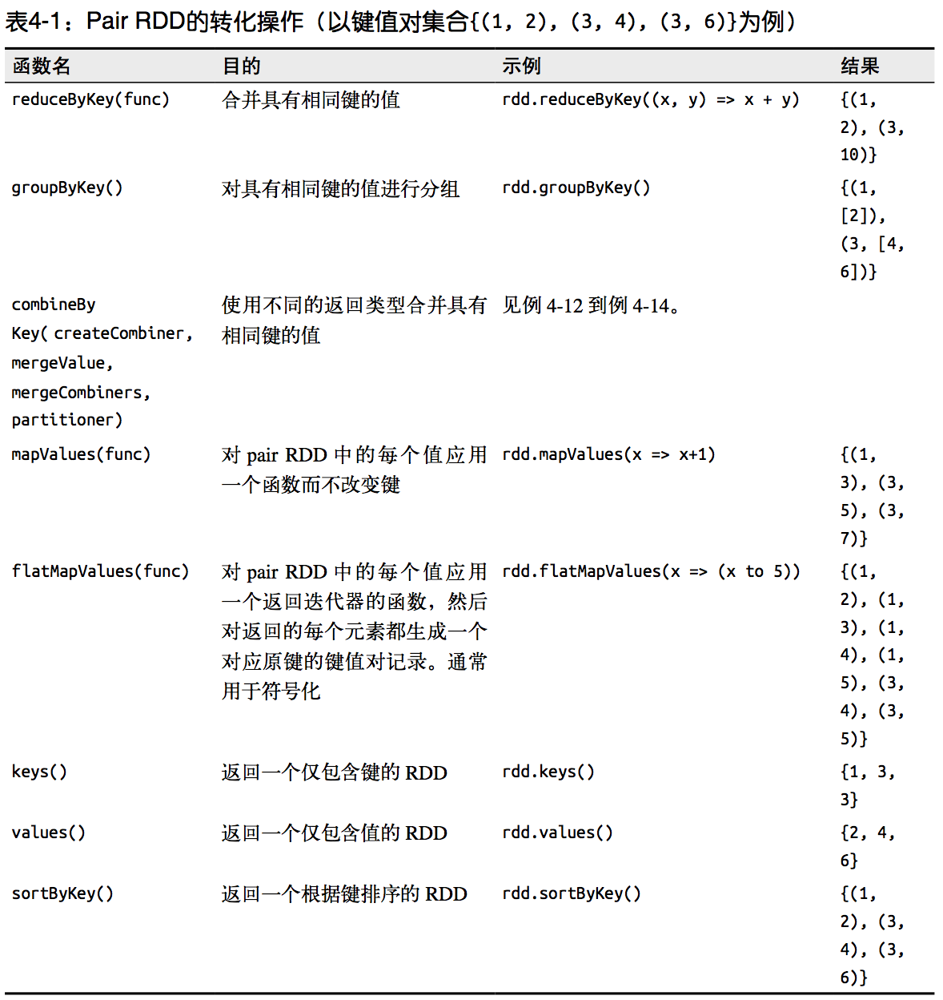 表4-1：Pair RDD的转化操作（以键值对集合{(1, 2), (3, 4), (3, 6)}为例）
函数名 目的 示例 结果
reduceByKey(func) 合并具有相同键的值 rdd.reduceByKey((x, y) => x + y) {(1,
2), (3,
10)}
groupByKey() 对具有相同键的值进行分组 rdd.groupByKey() {(1,
[2]),
(3, [4,
6])}
combineBy 使用不同的返回类型合并具有 见例 4-12 到例 4-14。
Key( createCombiner, 相同键的值
mergeValue,
mergeCombiners,
partitioner)
mapValues(func) 对 pair RDD 中的每个值应用 rdd.mapValues(x => x+1) {(1,
一个函数而不改变键 3), (3,
5), (3,
7)}
flatMapValues(func) 对 pair RDD 中的每个值应用 rdd.flatMapValues(x => (x to 5)) {(1,
一个返回迭代器的函数，然后 2), (1,
对返回的每个元素都生成一个 3), (1,
对应原键的键值对记录。通常 4), (1,
用于符号化 5), (3,
4), (3,
5)}
keys() 返回一个仅包含键的 RDD rdd.keys() {1, 3,
3}
values() 返回一个仅包含值的 RDD rdd.values() {2, 4,
6}
sortByKey() 返回一个根据键排序的 RDD rdd.sortByKey() {(1,
2), (3,
4), (3,
6)}